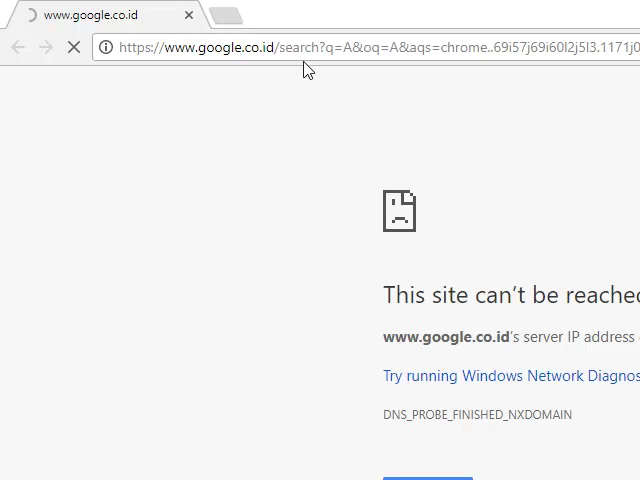 www.google.co.id
https://www.google.co.id/search?q=A&oq=A&aqs=chrome..69i57j69i60l2j5l3.1171j0
This site can't be reached
www.google.co.id's server IP address
Try running Windows Network Diagnos
DNS_PROBE_FINISHED_NXDOMAIN